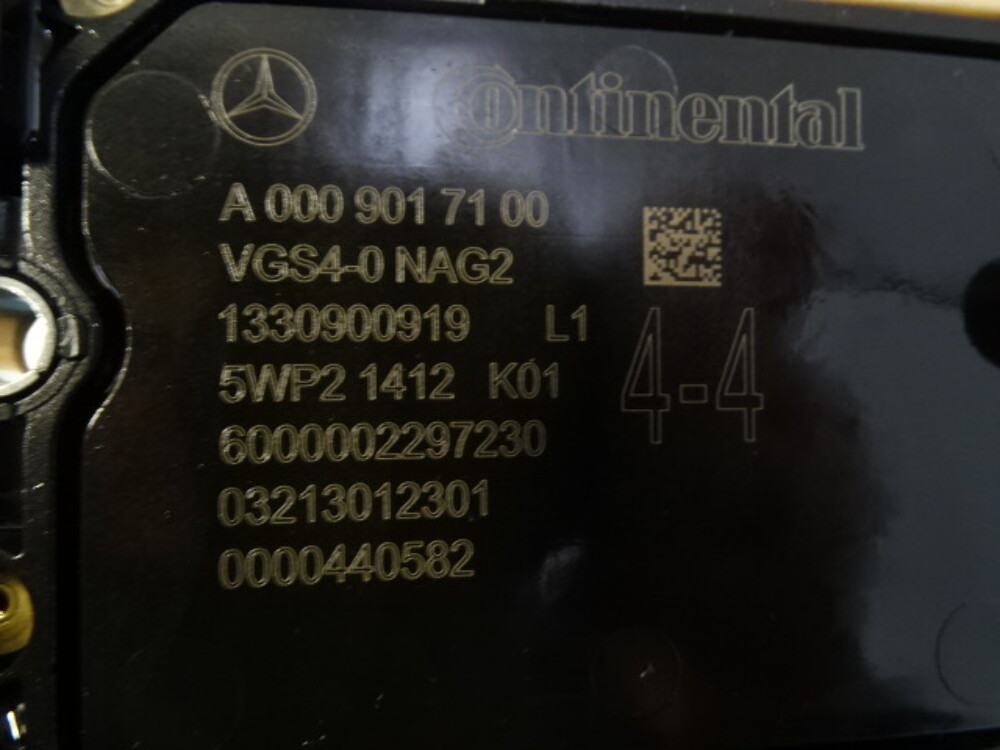 Continental
A 000 901 71 00
VGS4-0 NAG2
1330900919 L1
5WP2 1412 K01
4-4
6000002297230
03213012301
0000440582